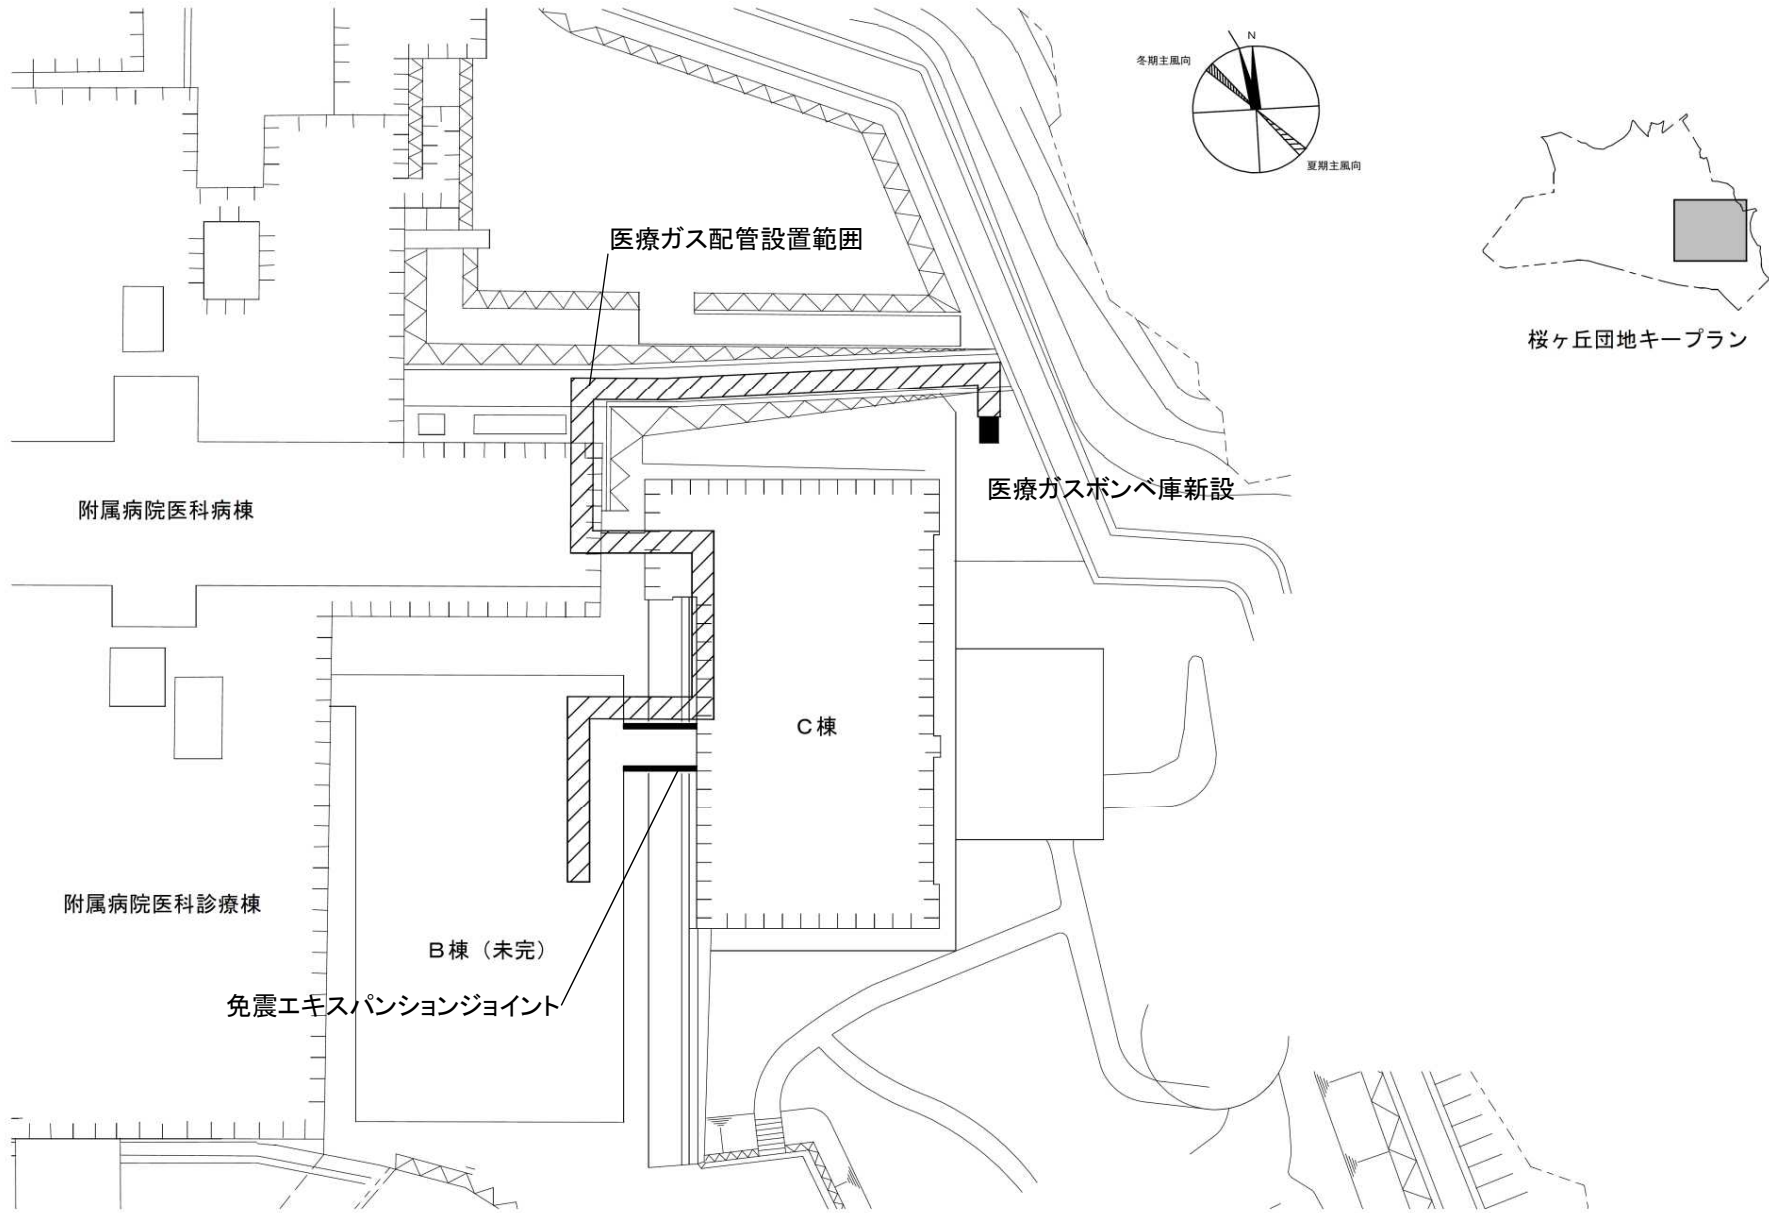 N
冬期主風向
夏期主風向
医療ガス配管設置範囲
桜ヶ丘団地キープラン
医療ガスボンベ庫新設
附属病院医科病棟
C棟
附属病院医科診療棟
B棟（未完）
免震エキスパンションジョイント